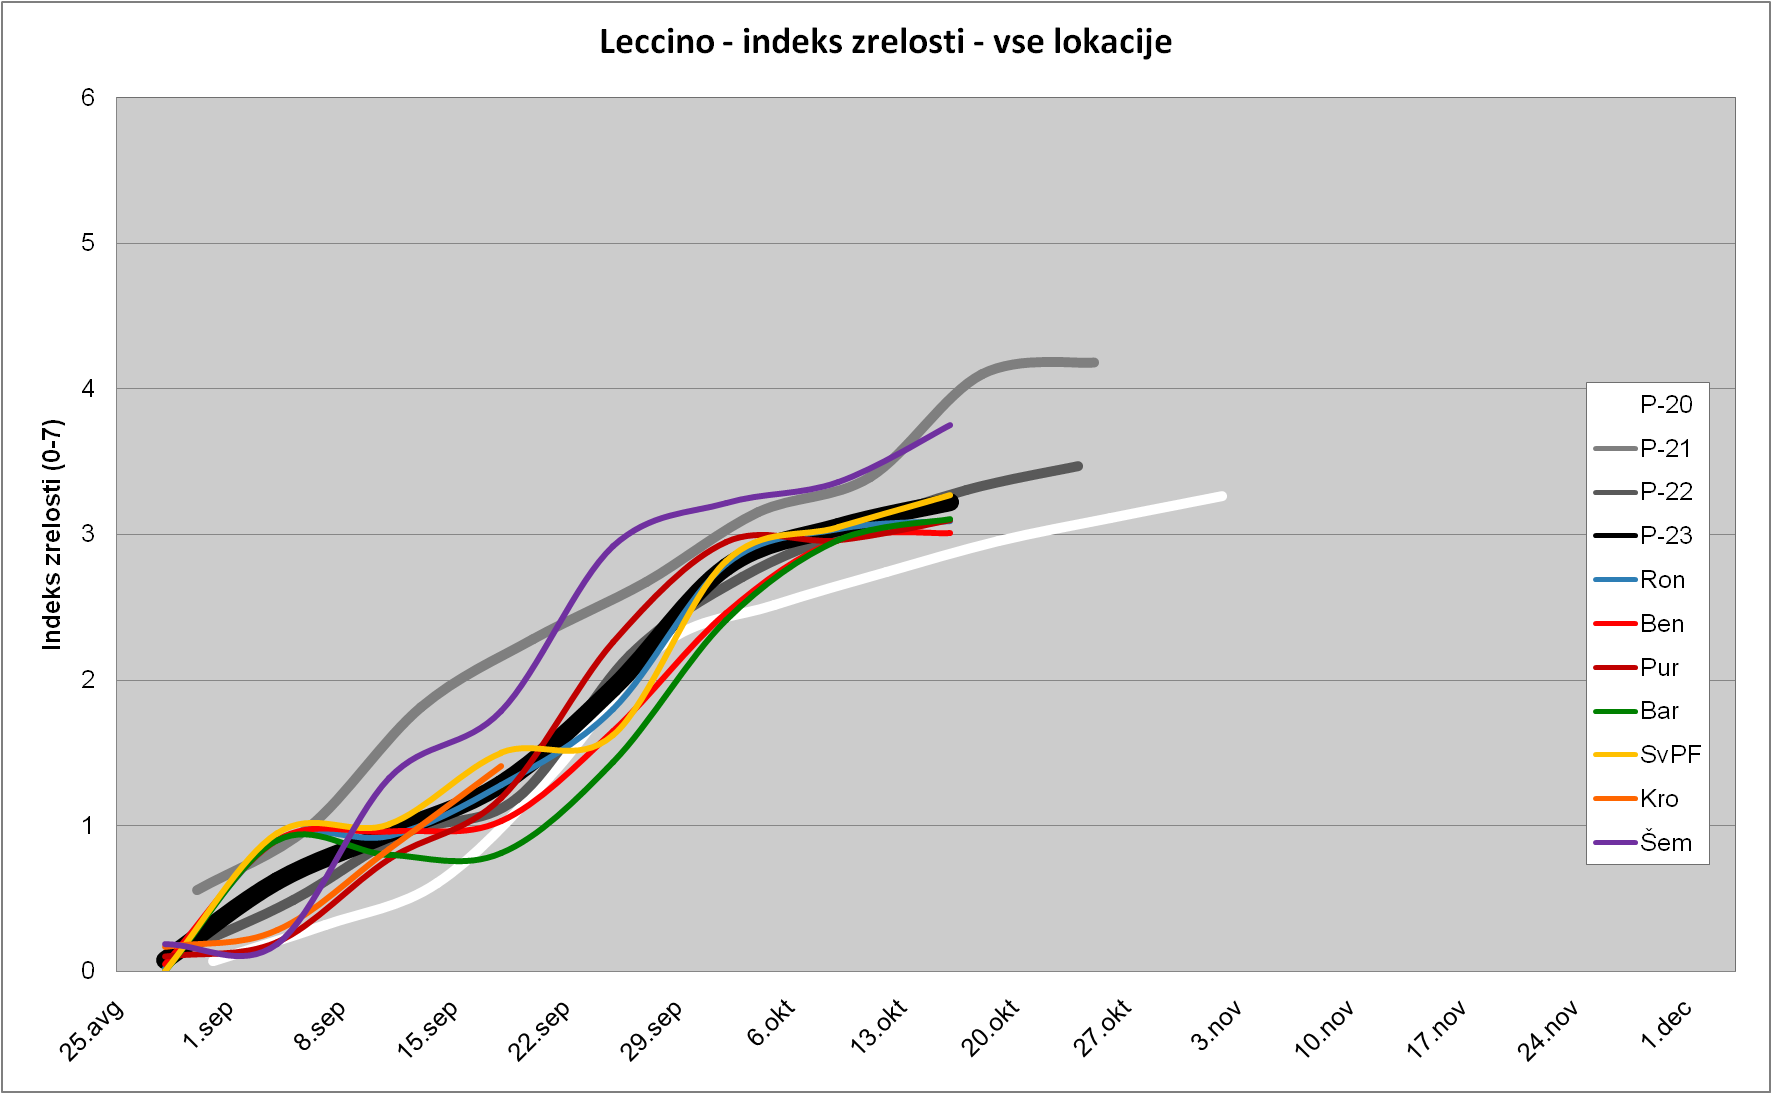 Leccino - indeks zrelosti - vse lokacije
Indeks zrelosti (0-7)
6
5
4
3
2
1
0
25.avg
1.sep
8.sep
15.sep
22.sep
29.sep
6.okt
13.okt
20.okt
27.okt
3.nov
10.nov
17.nov
24.nov
1.dec
P-20
P-21
P-22
P-23
Ron
Ben
Pur
Bar
SvPF
Kro
Šem